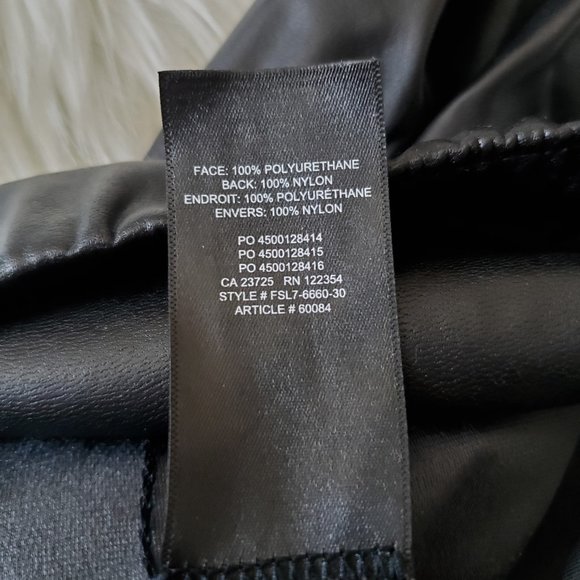 FACE: 100% POLYURETHANE
BACK: 100% NYLON
ENDROIT: 100% POLYURÉTHANE
ENVERS: 100% NYLON
PO 4500128414
PO 4500128415
PO 4500128416
CA 23725 RN 122354
STYLE # FSL7-6660-30
ARTICLE # 60084